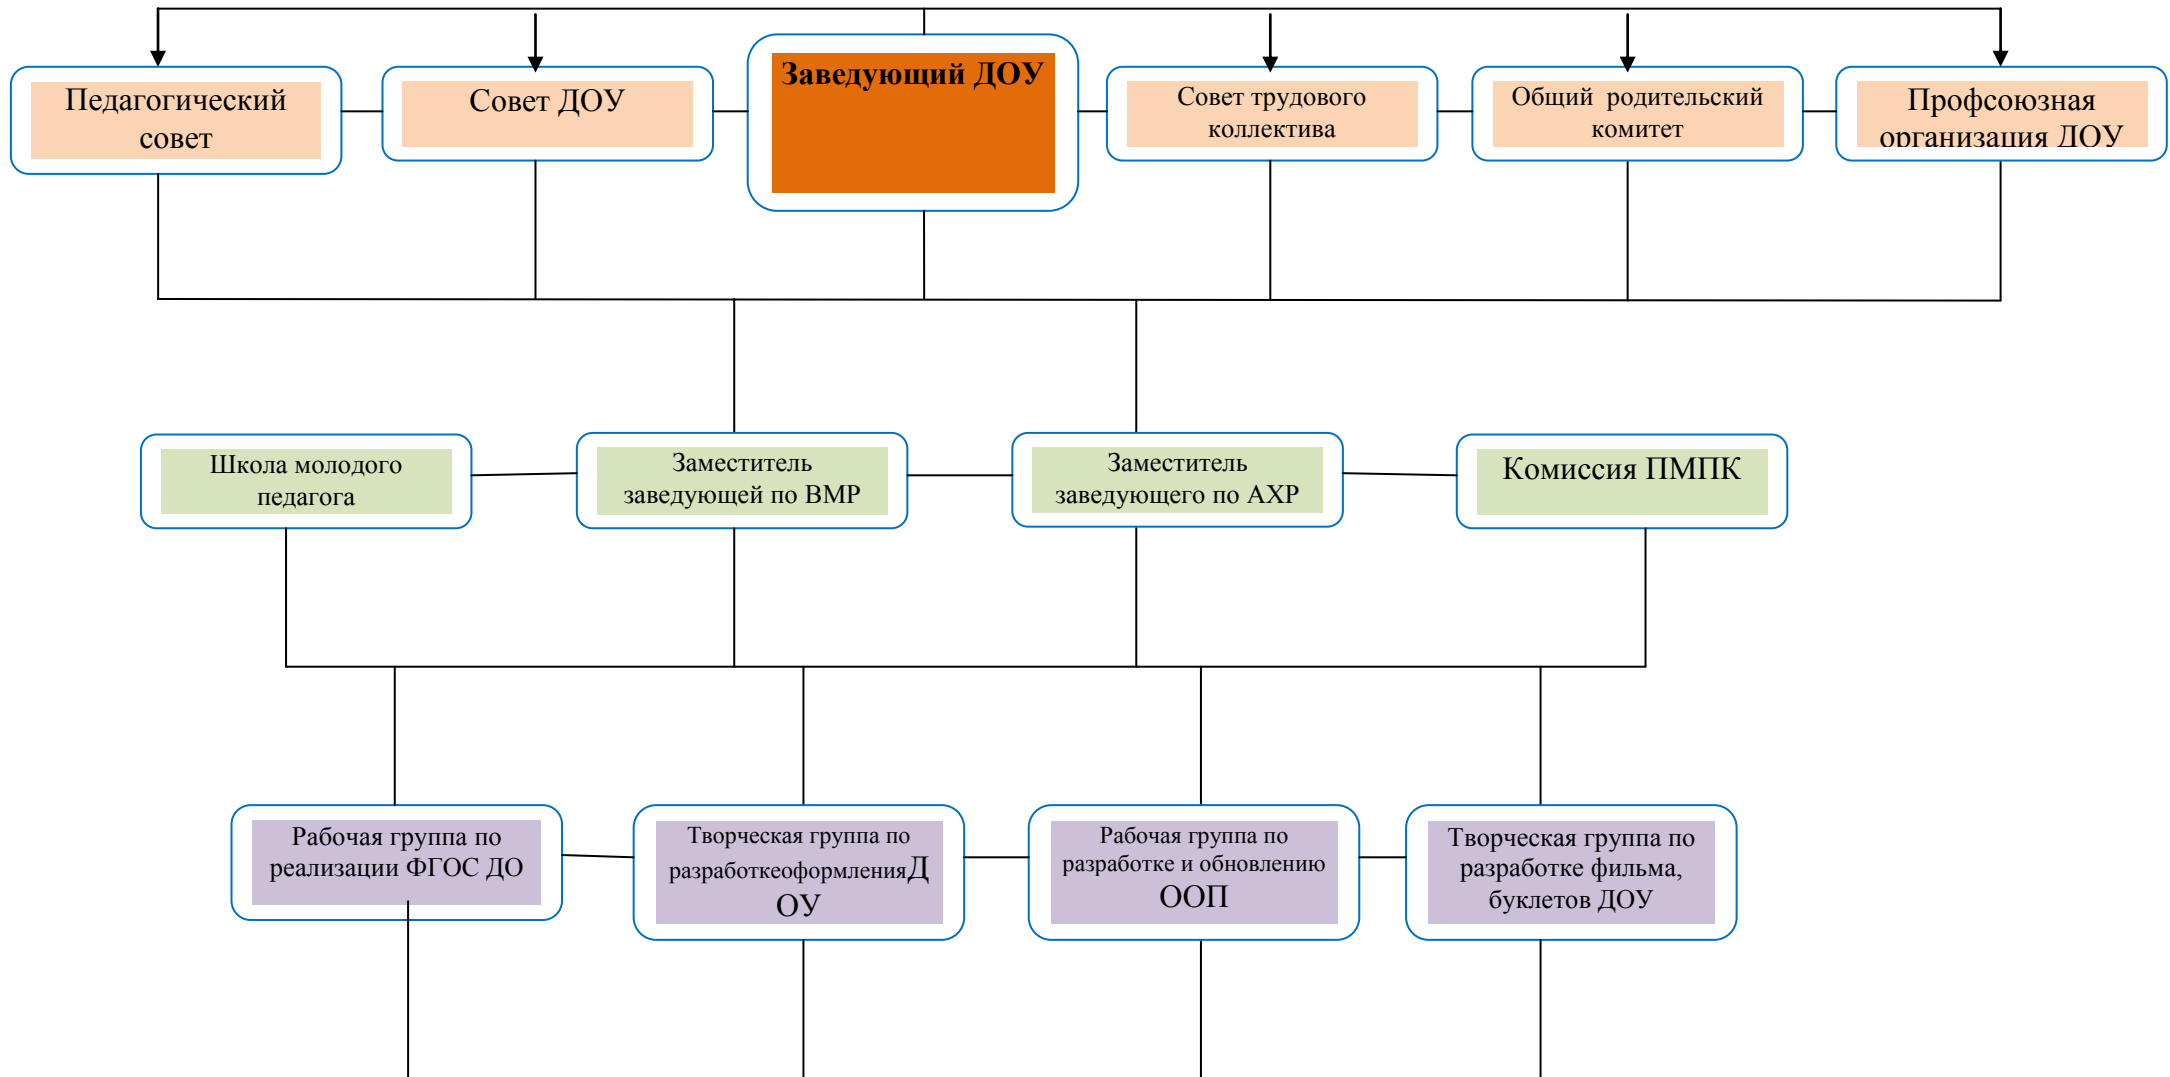 Педагогический
совет
Совет ДОУ
Заведующий ДОУ
Совет трудового
коллектива
Общий родительский
комитет
Профсоюзная
организация ДОУ
Школа молодого
педагога
Заместитель
заведующей по ВМР
Заместитель
заведующего по АХР
Комиссия ПМПК
Рабочая группа по
реализации ФГОС ДО
Творческая группа по
разработкеоформленияД
ОУ
Рабочая группа по
разработке и обновлению
ООП
Творческая группа по
разработке фильма,
буклетов ДОУ